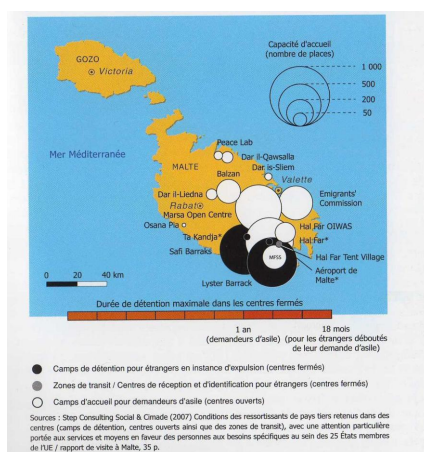 Capacité d'accueil
(nombre de places)
1 000
500
200
50
GOZO
Victoria
Mer Méditerranée
MALTE
Peace Lab
Dar il-Qawsalla
Dar is-Sliem
Balzan
Valette
Dar il-Liedna
Emigrants'
Commission
Rabat
Marsa Open Centre
Osana Pia
Hal Far OIWAS
Ta Kandja*
Hal Far*
Safi Barraks
Hal Far Tent Village
MFSS
Aéroport de
Malte*
Lyster Barrack
0 20 40 km
Durée de détention maximale dans les centres fermés
1 an
(demandeurs d'asile)
18 mois
(pour les étrangers déboutés
de leur demande d'asile)
Camps de détention pour étrangers en instance d'expulsion (centres fermés)
Zones de transit / Centres de réception et d'identification pour étrangers (centres fermés)
Camps d'accueil pour demandeurs d'asile (centres ouverts)
Sources : Step Consulting Social & Cimade (2007) Conditions des ressortissants de pays tiers retenus dans des
centres (camps de détention, centres ouverts ainsi que des zones de transit), avec une attention particulière
portée aux services et moyens en faveur des personnes aux besoins spécifiques au sein des 25 États membres
de l'UE / rapport de visite à Malte, 35 p.